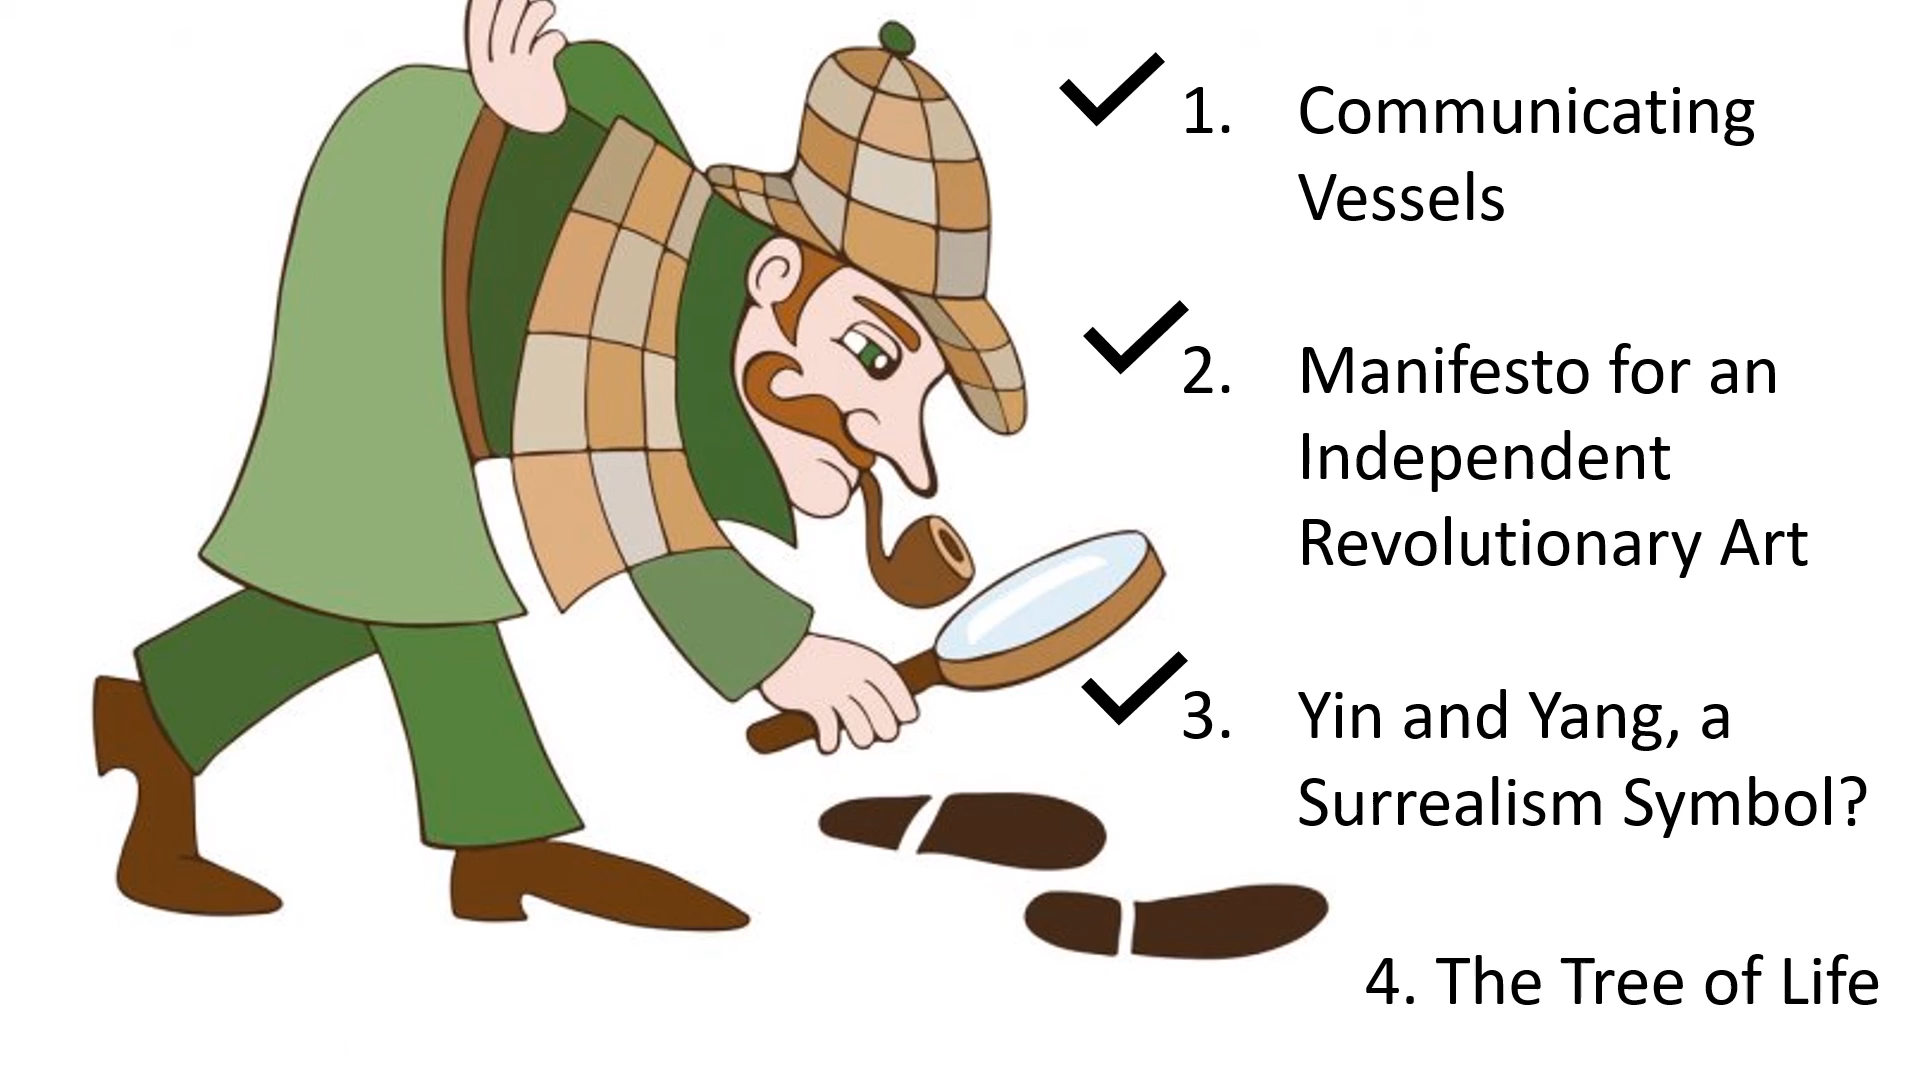 1. Communicating
Vessels
2. Manifesto for an
Independent
Revolutionary Art
3. Yin and Yang, a
Surrealism Symbol?
4. The Tree of Life